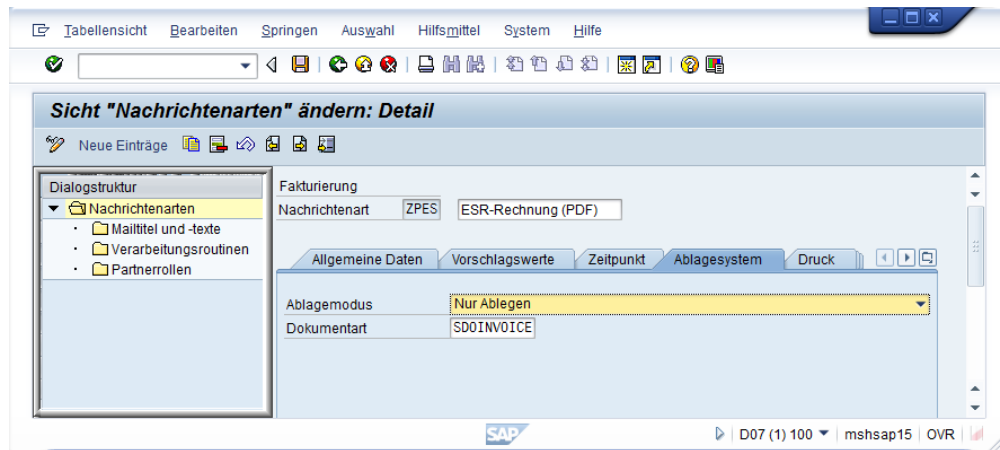 Tabellensicht Bearbeiten Springen Auswahl Hilfsmittel System Hilfe
Sicht "Nachrichtenarten" ändern: Detail
Neue Einträge
Dialogstruktur
Nachrichtenarten
Mailtitel und -texte
Verarbeitungsroutinen
Partnerrollen
Fakturierung
Nachrichtenart ZPES ESR-Rechnung (PDF)
Allgemeine Daten Vorschlagswerte Zeitpunkt Ablagesystem Druck
Ablagemodus Nur Ablegen
Dokumentart SDOINVOICE
SAP D07 (1) 100 mshsap15 OVR